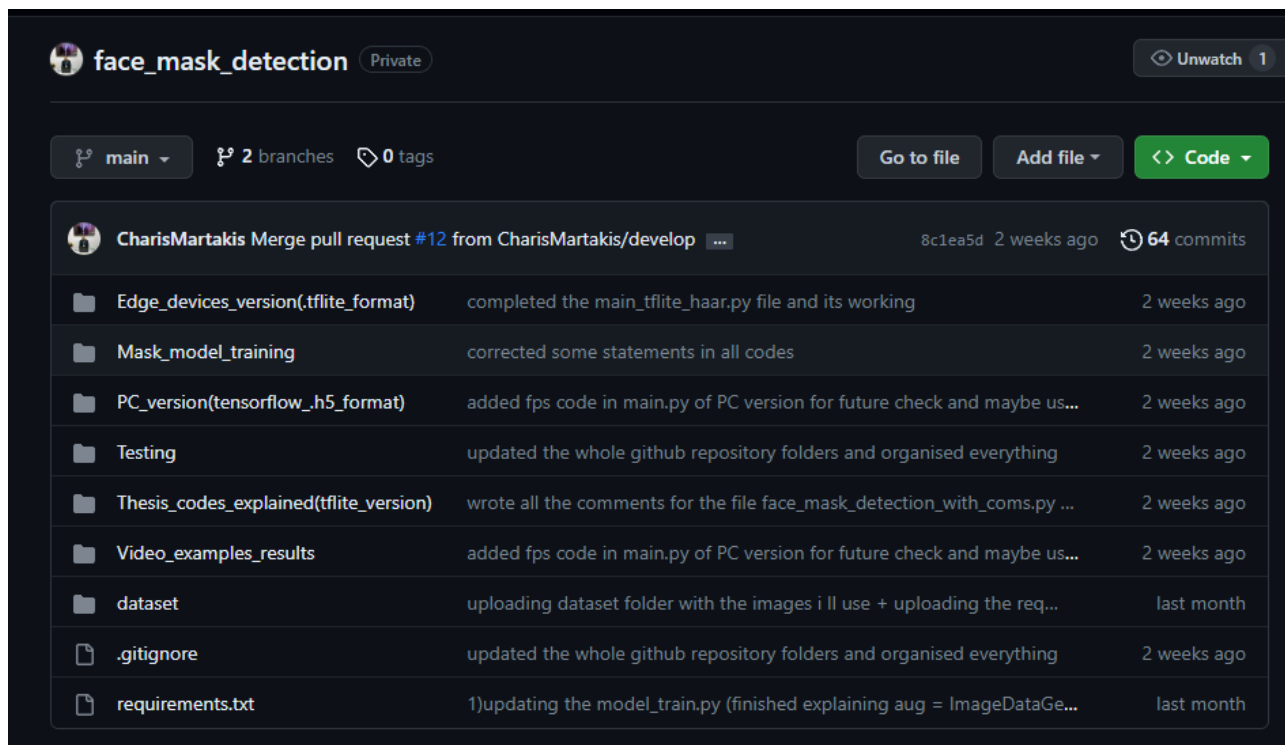 face_mask_detection Private Unwatch 1
main 2 branches 0 tags Go to file Add file <> Code
CharisMartakis Merge pull request #12 from CharisMartakis/develop ... 8c1ea5d 2 weeks ago 64 commits
Edge_devices_version(.tflite_format) completed the main_tflite_haar.py file and its working 2 weeks ago
Mask_model_training corrected some statements in all codes 2 weeks ago
PC_version(tensorflow_.h5_format) added fps code in main.py of PC version for future check and maybe us... 2 weeks ago
Testing updated the whole github repository folders and organised everything 2 weeks ago
Thesis_codes_explained(tflite_version) wrote all the comments for the file face_mask_detection_with_coms.py ... 2 weeks ago
Video_examples_results added fps code in main.py of PC version for future check and maybe us... 2 weeks ago
dataset uploading dataset folder with the images i ll use + uploading the req... last month
.gitignore updated the whole github repository folders and organised everything 2 weeks ago
requirements.txt 1)updating the model_train.py (finished explaining aug = ImageDataGe... last month